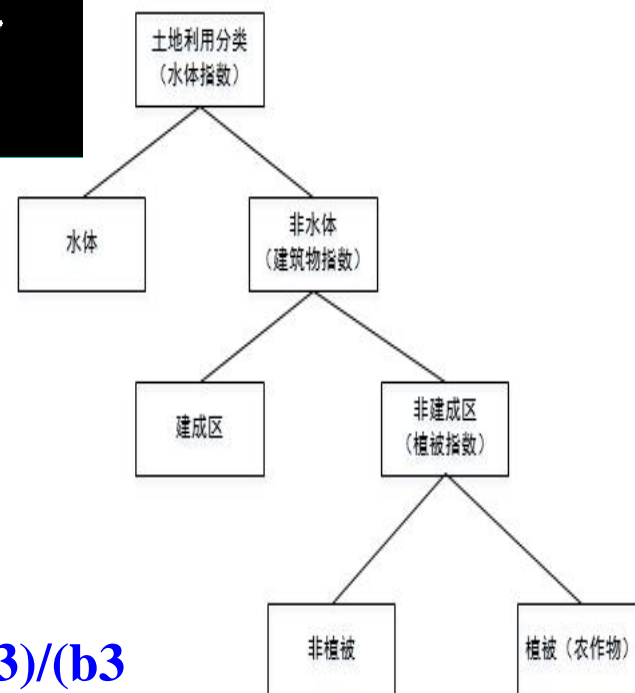 土地利用分类
（水体指数）
水体
非水体
（建筑物指数）
建成区
非建成区
（植被指数）
非植被
植被（农作物）
3)/(b3